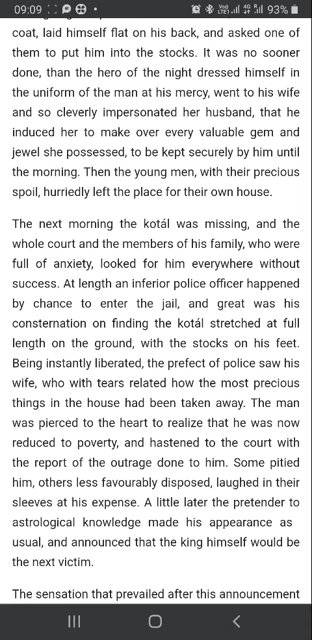 09:09
93%
coat, laid himself flat on his back, and asked one
of them to put him into the stocks. It was no sooner
done, than the hero of the night dressed himself in
the uniform of the man at his mercy, went to his wife
and so cleverly impersonated her husband, that he
induced her to make over every valuable gem and
jewel she possessed, to be kept securely by him until
the morning. Then the young men, with their precious
spoil, hurriedly left the place for their own house.
The next morning the kotál was missing, and the
whole court and the members of his family, who were
full of anxiety, looked for him everywhere without
success. At length an inferior police officer happened
by chance to enter the jail, and great was his
consternation on finding the kotál stretched at full
length on the ground, with the stocks on his feet.
Being instantly liberated, the prefect of police saw his
wife, who with tears related how the most precious
things in the house had been taken away. The man
was pierced to the heart to realize that he was now
reduced to poverty, and hastened to the court with
the report of the outrage done to him. Some pitied
him, others less favourably disposed, laughed in their
sleeves at his expense. A little later the pretender to
astrological knowledge made his appearance as
usual, and announced that the king himself would be
the next victim.
The sensation that prevailed after this announcement